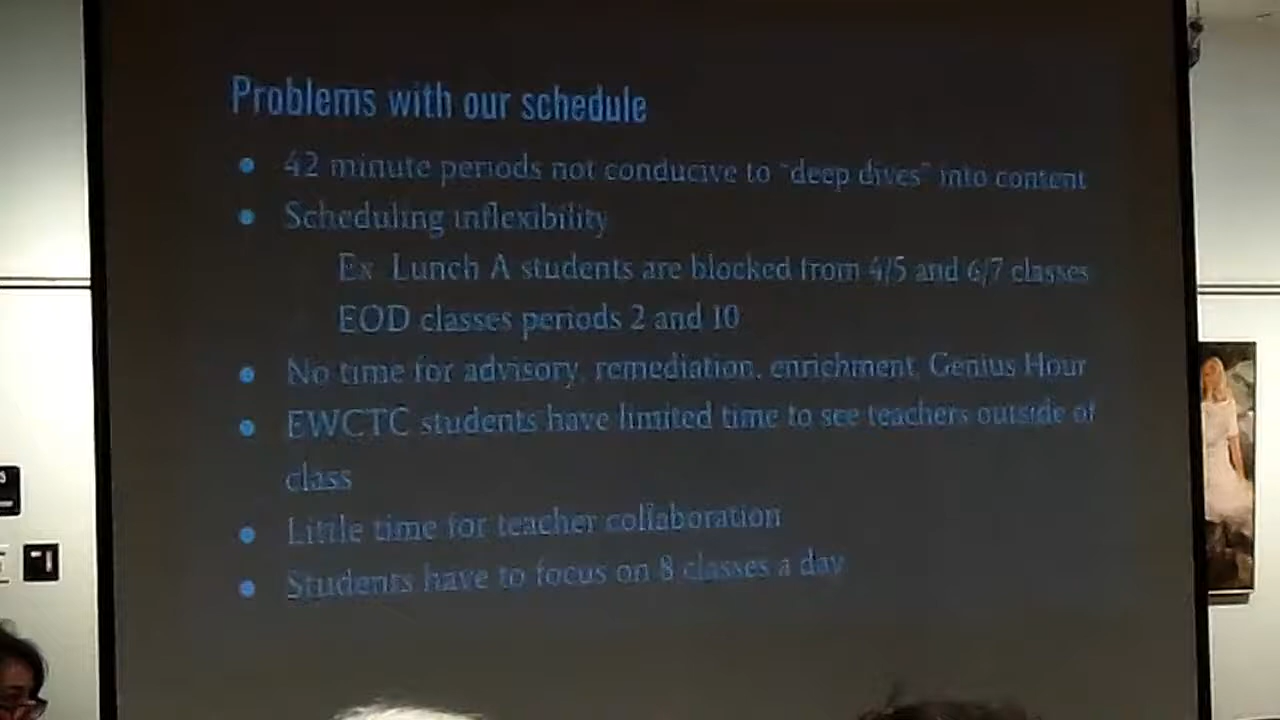 Problems with our schedule
● 42 minute periods not conducive to "deep dives" into content
● Scheduling inflexibility
Ex Lunch A students are blocked from 4/5 and 6/7 classes
EOD classes periods 2 and 10
● No time for advisory, remediation, enrichment, Genius Hour
● EWCTC students have limited time to see teachers outside of
class
● Little time for teacher collaboration
● Students have to focus on 8 classes a day